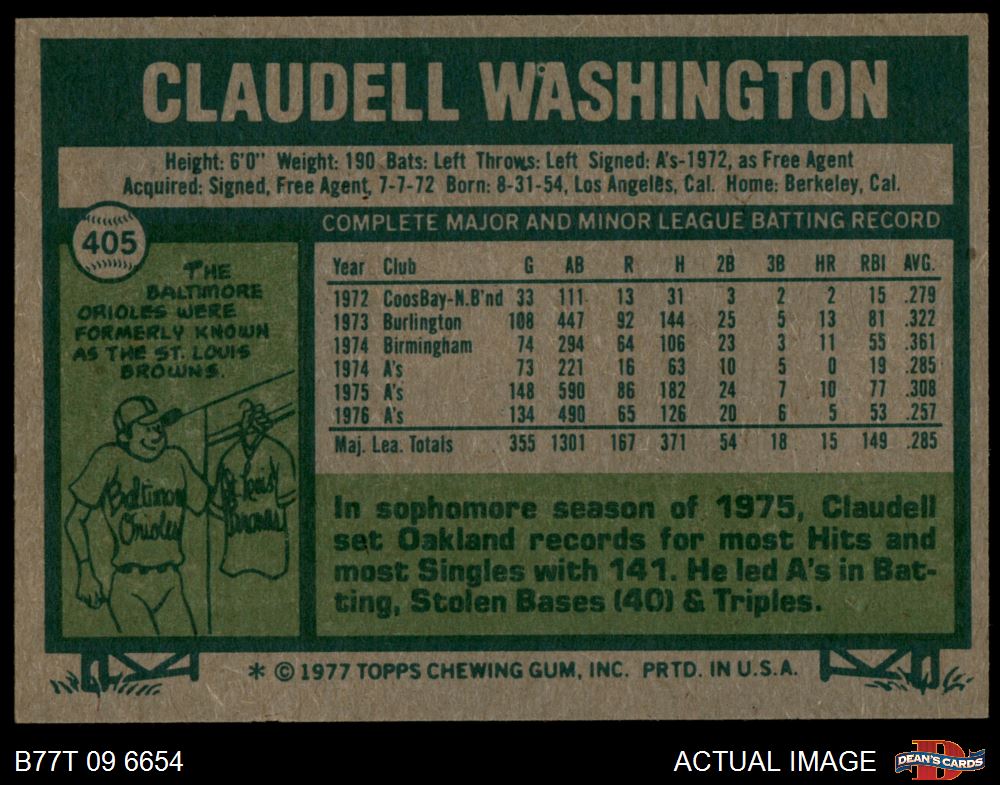 CLAUDELL WASHINGTON
Height: 6'0" Weight: 190 Bats: Left Throws: Left Signed: A's-1972, as Free Agent
Acquired: Signed, Free Agent, 7-7-72 Born: 8-31-54, Los Angeles, Cal. Home: Berkeley, Cal.
405
THE
BALTIMORE
ORIOLES WERE
FORMERLY KNOWN
AS THE ST. LOUIS
BROWNS.
Baltimore
Orioles
St. Louis
Browns
COMPLETE MAJOR AND MINOR LEAGUE BATTING RECORD
Year Club G AB R H 2B 3B HR RBI AVG.
1972 CoosBay-N.B'nd 33 111 13 31 3 2 2 15 .279
1973 Burlington 108 447 92 144 25 5 13 81 .322
1974 Birmingham 74 294 64 106 23 3 11 55 .361
1974 A's 73 221 16 63 10 5 0 19 .285
1975 A's 148 590 86 182 24 7 10 77 .308
1976 A's 134 490 65 126 20 6 5 53 .257
Maj. Lea. Totals 355 1301 167 371 54 18 15 149 .285
In sophomore season of 1975, Claudell
set Oakland records for most Hits and
most Singles with 141. He led A's in Bat-
ting, Stolen Bases (40) & Triples.
* © 1977 TOPPS CHEWING GUM, INC. PRTD. IN U.S.A.
B77T 09 6654
ACTUAL IMAGE
D
DEAN'S CARDS